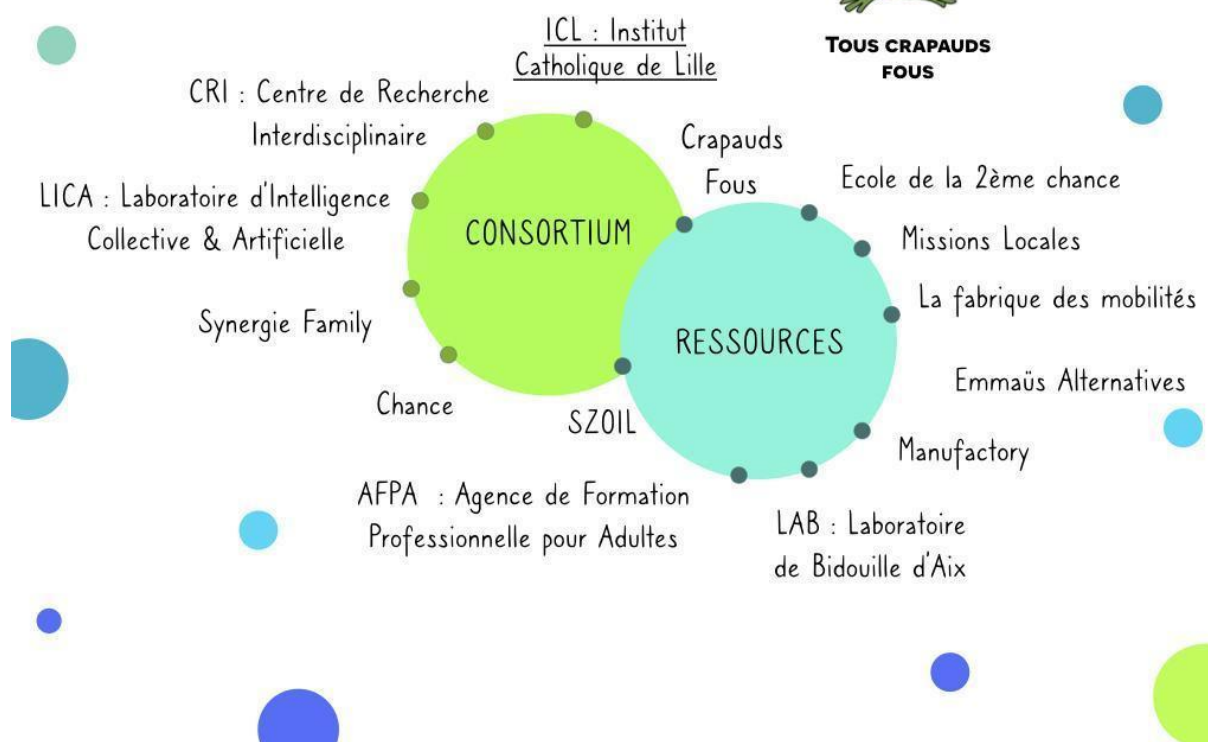 TOUS CRAPAUDS
FOUS
ICL : Institut
Catholique de Lille
CRI : Centre de Recherche
Interdisciplinaire
LICA : Laboratoire d'Intelligence
Collective & Artificielle
Synergie Family
Chance
CONSORTIUM
Crapauds
Fous
SZOIL
RESSOURCES
Ecole de la 2ème chance
Missions Locales
La fabrique des mobilités
Emmaüs Alternatives
Manufactory
LAB : Laboratoire
de Bidouille d'Aix
AFPA : Agence de Formation
Professionnelle pour Adultes